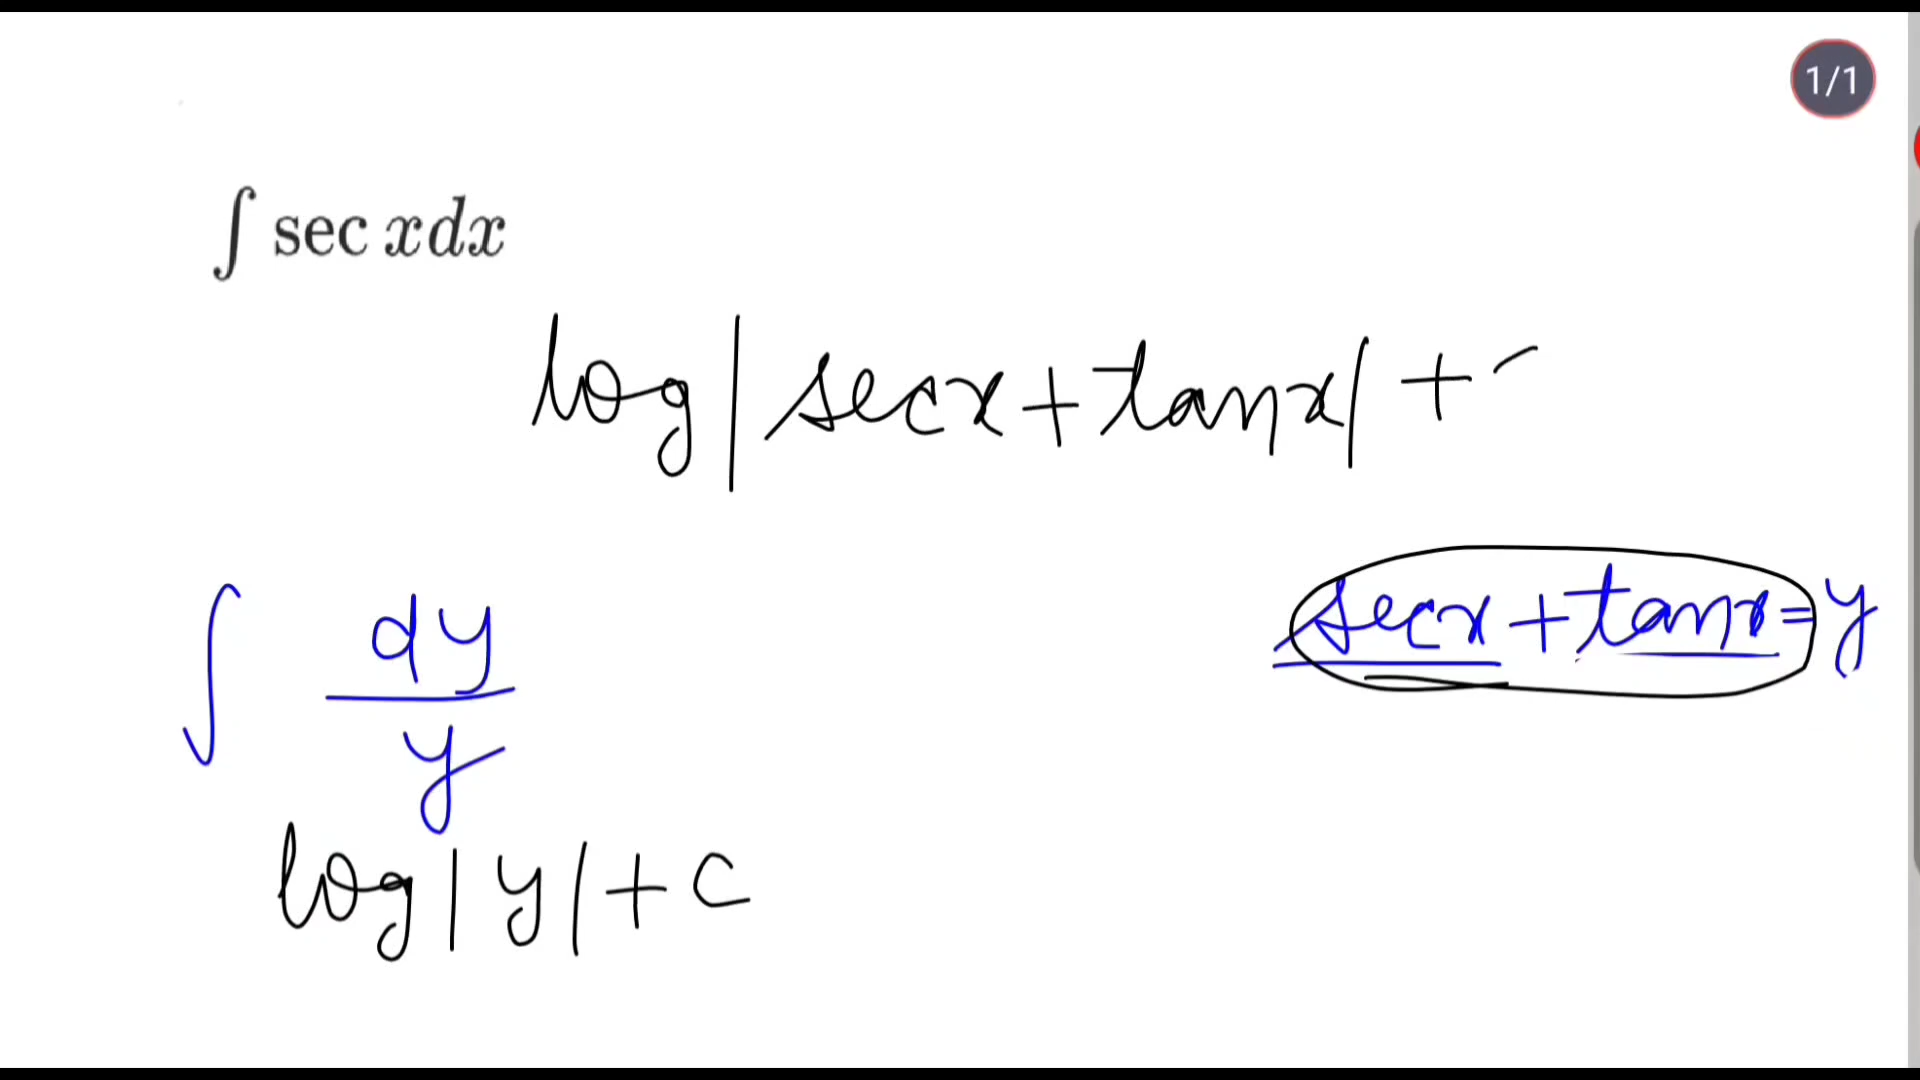 1/1
∫ sec x dx
log|secx+tanx| +
secx+tanx=y
∫ dy/y
log|y|+c